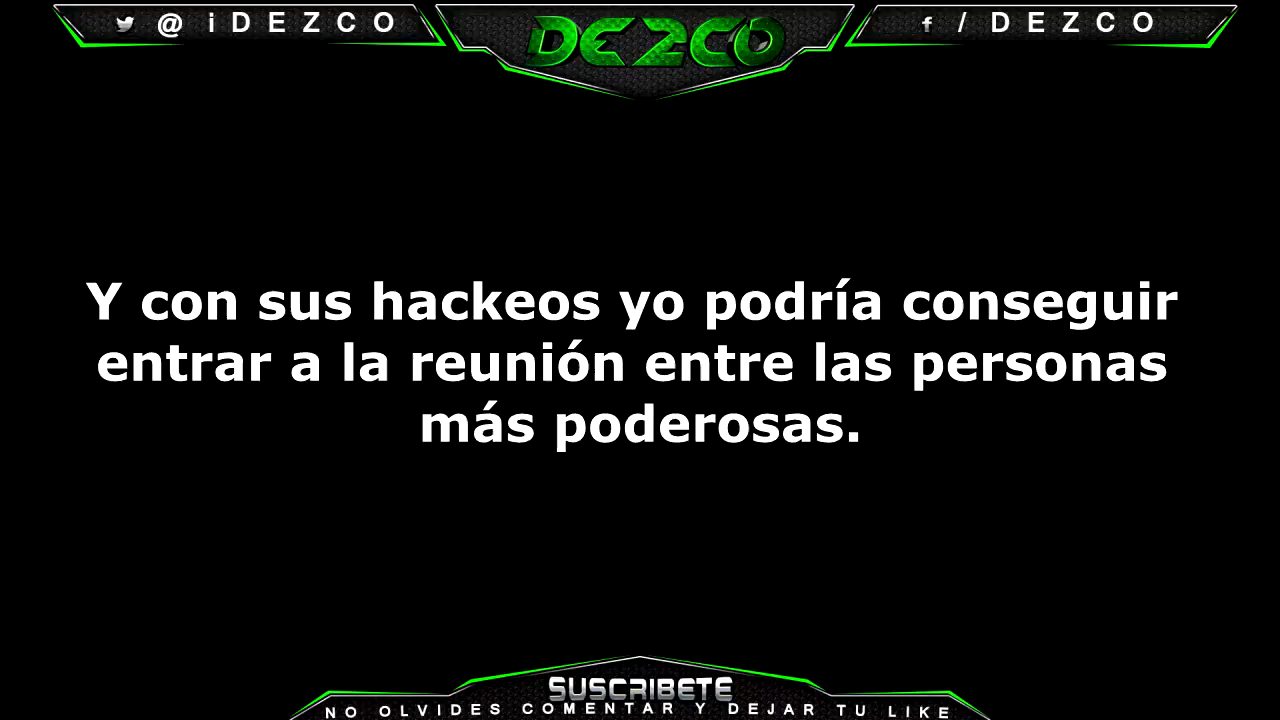 @iDEZCO
DEZCO
f / DEZCO
Y con sus hackeos yo podría conseguir
entrar a la reunión entre las personas
más poderosas.
SUSCRIBETE
NO OLVIDES COMENTAR Y DEJAR TU LIKE